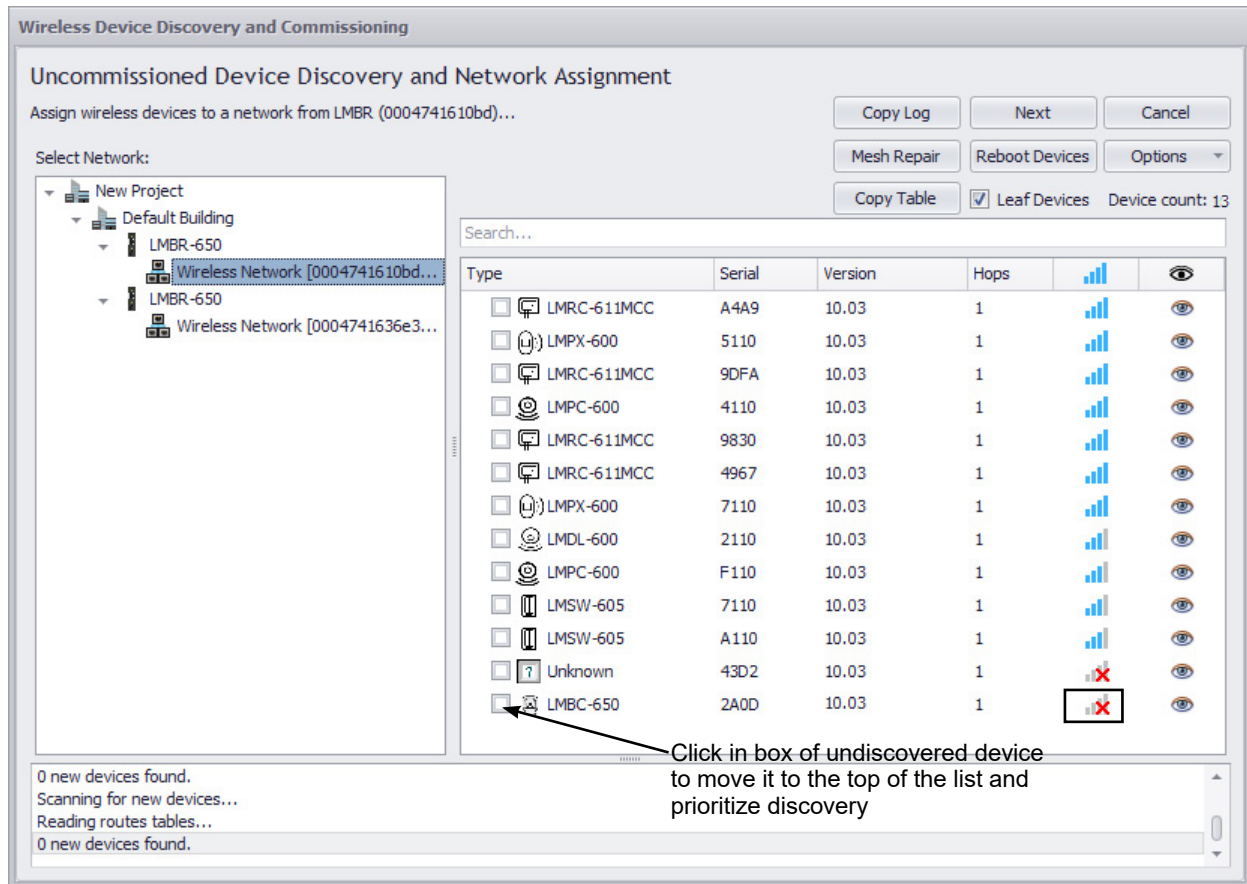 Wireless Device Discovery and Commissioning
Uncommissioned Device Discovery and Network Assignment
Assign wireless devices to a network from LMBR (0004741610bd)...
Copy Log Next Cancel
Select Network:
Mesh Repair Reboot Devices Options
Copy Table Leaf Devices Device count: 13
New Project
Default Building
LMBR-650
Wireless Network [0004741610bd...
LMBR-650
Wireless Network [0004741636e3...
Search...
Type Serial Version Hops
LMRC-611MCC A4A9 10.03 1
LMPX-600 5110 10.03 1
LMRC-611MCC 9DFA 10.03 1
LMPC-600 4110 10.03 1
LMRC-611MCC 9830 10.03 1
LMRC-611MCC 4967 10.03 1
LMPX-600 7110 10.03 1
LMDL-600 2110 10.03 1
LMPC-600 F110 10.03 1
LMSW-605 7110 10.03 1
LMSW-605 A110 10.03 1
? Unknown 43D2 10.03 1
LMBC-650 2A0D 10.03 1
Click in box of undiscovered device
to move it to the top of the list and
prioritize discovery
0 new devices found.
Scanning for new devices...
Reading routes tables...
0 new devices found.